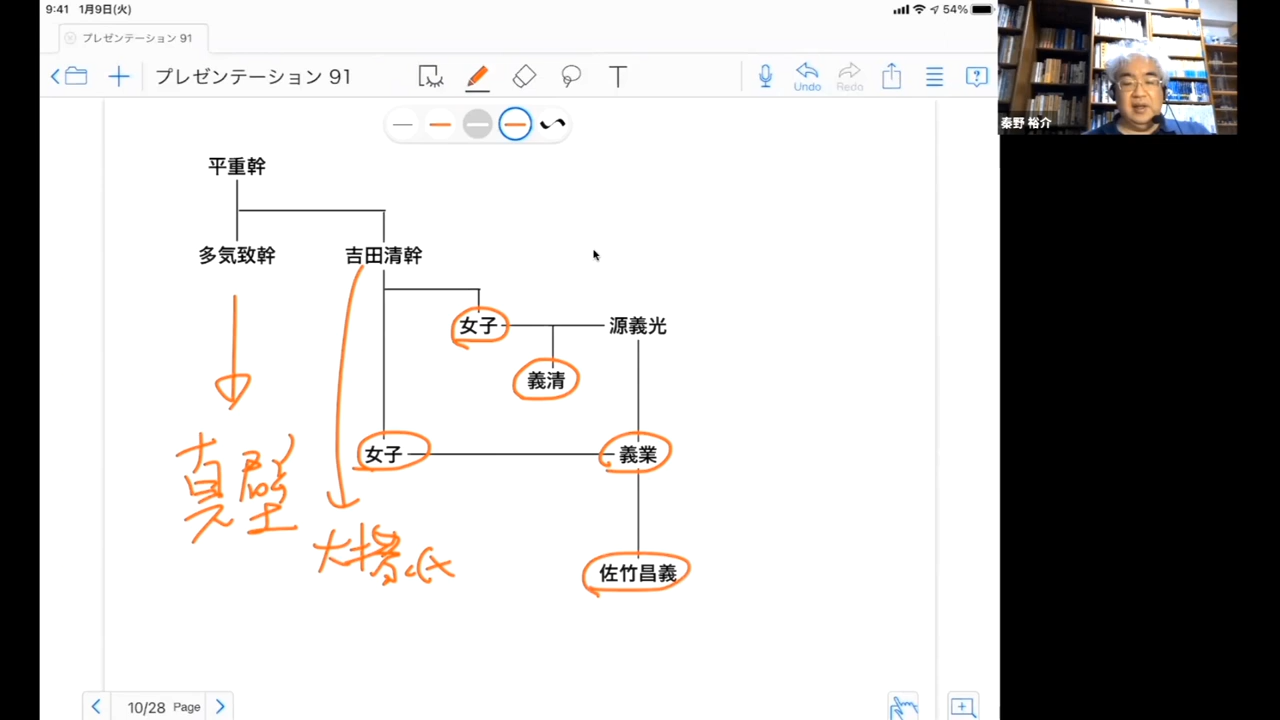 9:41 1月9日(火)
54%
プレゼンテーション 91
プレゼンテーション 91
Undo
Redo
秦野 裕介
平重幹
多気致幹
吉田清幹
女子
源義光
義清
女子
義業
真壁
大掾氏
佐竹昌義
10/28 Page